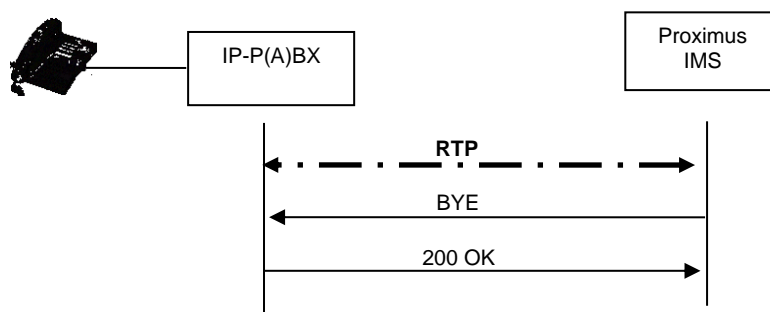 IP-P(A)BX
Proximus
IMS
RTP
BYE
200 OK